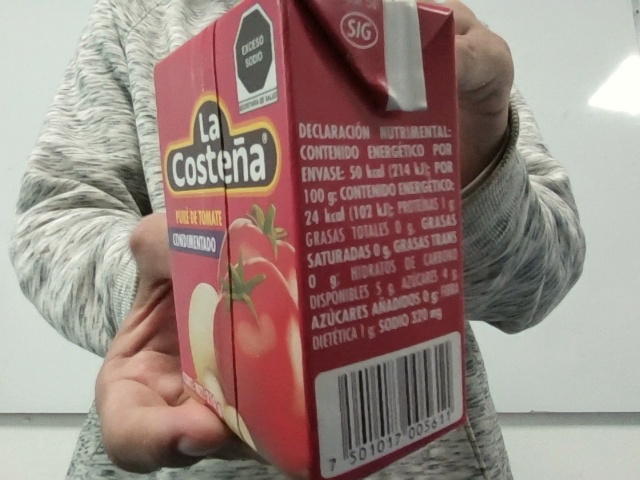 EXCESO
SODIO
SECRETARÍA DE SALUD
La
Costeña®
PURÉ DE TOMATE
CONDIMENTADO
SIG
DECLARACIÓN NUTRIMENTAL:
CONTENIDO ENERGÉTICO POR
ENVASE: 50 kcal (214 kJ); POR
100 g: CONTENIDO ENERGÉTICO:
24 kcal (102 kJ); PROTEÍNAS 1 g
GRASAS TOTALES 0 g, GRASAS
SATURADAS 0 g, GRASAS TRANS
0 g; HIDRATOS DE CARBONO
DISPONIBLES 5 g, AZÚCARES 4 g
AZÚCARES AÑADIDOS 0 g; FIBRA
DIETÉTICA 1 g; SODIO 320 mg
7 501017 005611